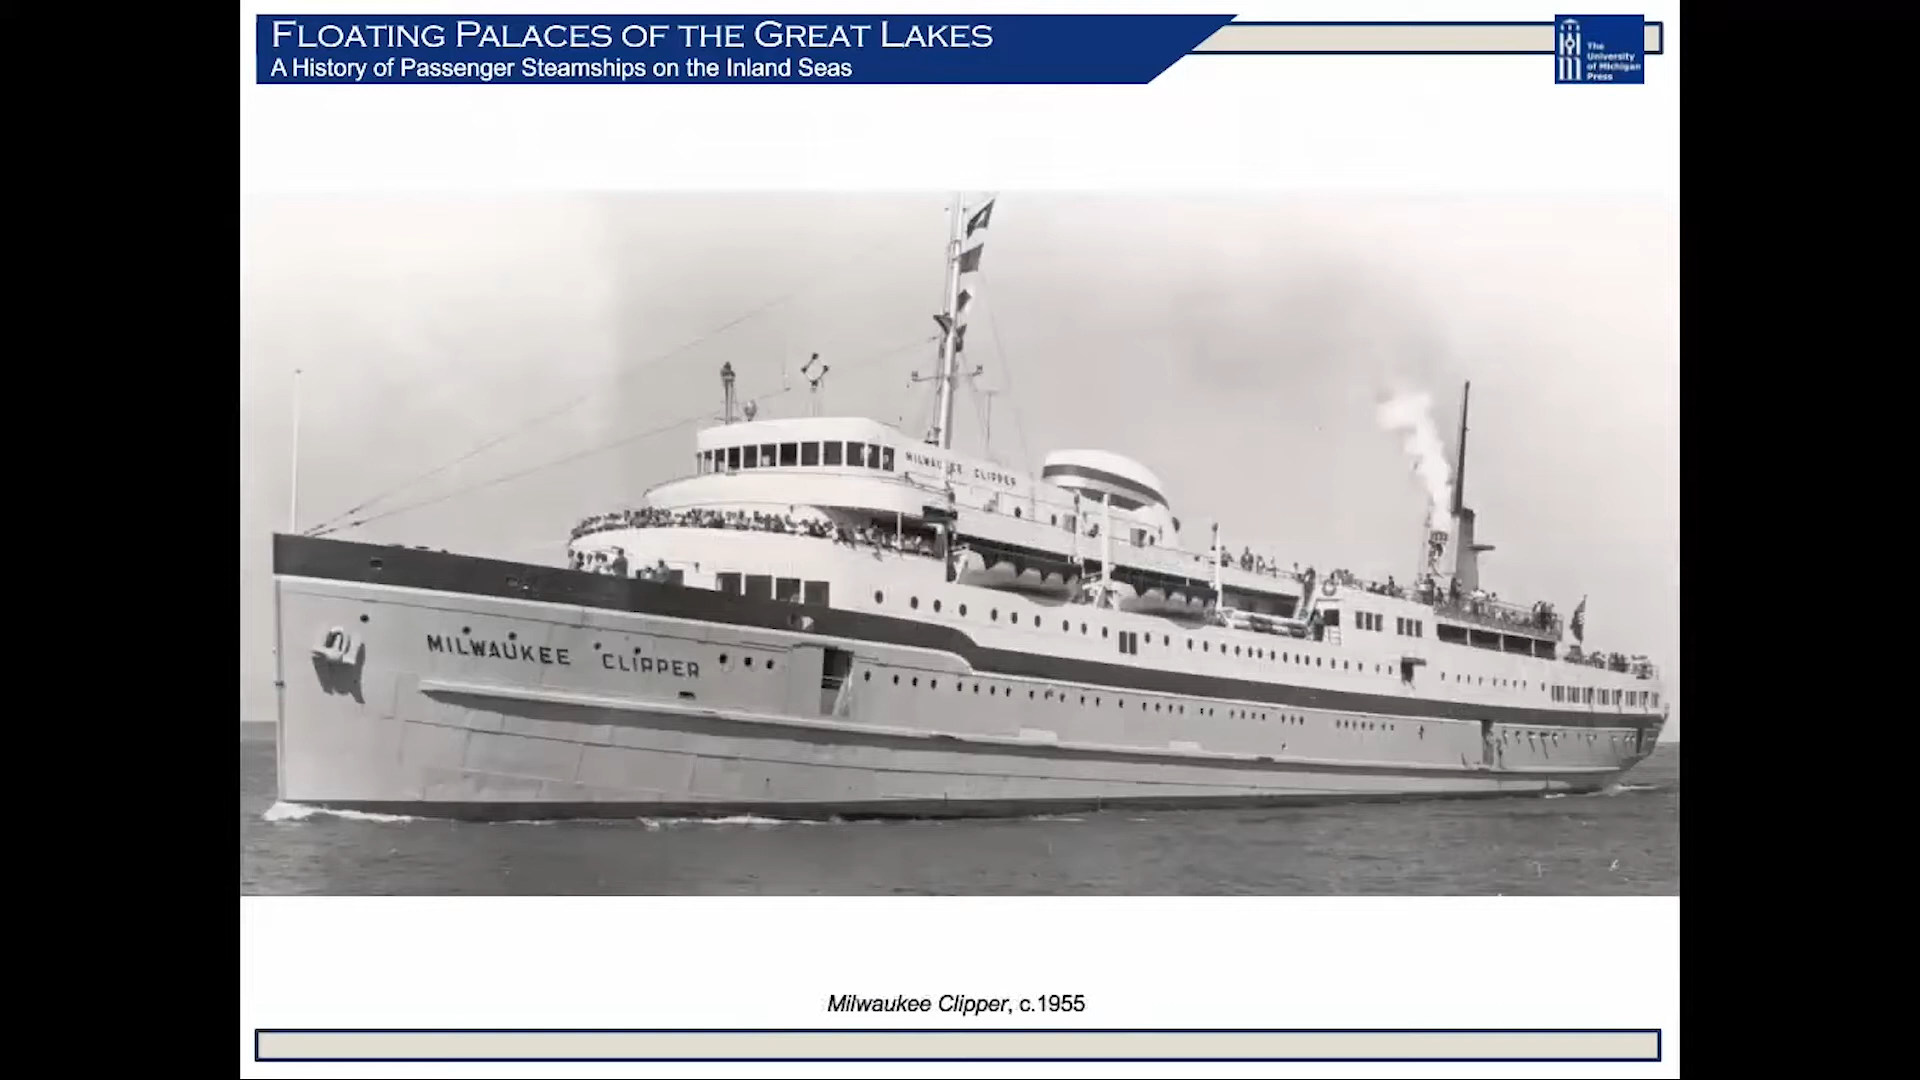 FLOATING PALACES OF THE GREAT LAKES
A History of Passenger Steamships on the Inland Seas
The
University
of Michigan
Press
MILWAUKEE CLIPPER
MILWAUKEE CLIPPER
Milwaukee Clipper, c.1955